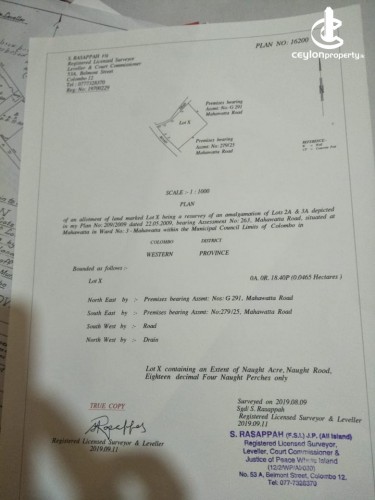 ceylonproperty
PLAN NO: 16200
S. RASAPPAH FSI
Registered Licensed Surveyor
Leveller & Court Commissioner
53A, Belmont Street
Colombo 12
Premises bearing
Asmt No: G 291
Mahawatta Road
Lot X
Premises bearing
Asmt No: 279/25
Mahawatta Road
REFERENCE:-
SCALE :- 1 : 1000
PLAN
of an allotment of land marked Lot X being a resurvey of an amalgamation of Lots 2A & 3A depicted
in my Plan No: 209/2009 dated 22.05.2009, bearing Assessment No: 263, Mahawatta Road, situated at
Mahawatta in Ward No: 3 - Mahawatta within the Municipal Council Limits of Colombo in
COLOMBO DISTRICT
WESTERN PROVINCE
Bounded as follows :-
Lot X 0A, 0R, 18.40P (0.0465 Hectares )
North East by :- Premises bearing Asmt: Nos: G 291, Mahawatta Road
South East by :- Premises bearing Asmt: No:279/25, Mahawatta Road
South West by :- Road
North West by :- Drain
Lot X containing an Extent of Naught Acre, Naught Rood,
Eighteen decimal Four Naught Perches only
TRUE COPY
Registered Licensed Surveyor & Leveller
2019.09.11
Surveyed on 2019.08.09
Sgd: S. Rasappah
Registered Licensed Surveyor & Leveller
2019.09.11
S. RASAPPAH (F.S.I.) J.P. (All Island)
Registered Licensed Surveyor,
Leveller, Court Commissioner &
Justice of Peace Whole Island
No. 53 A, Belmont Street, Colombo 12.